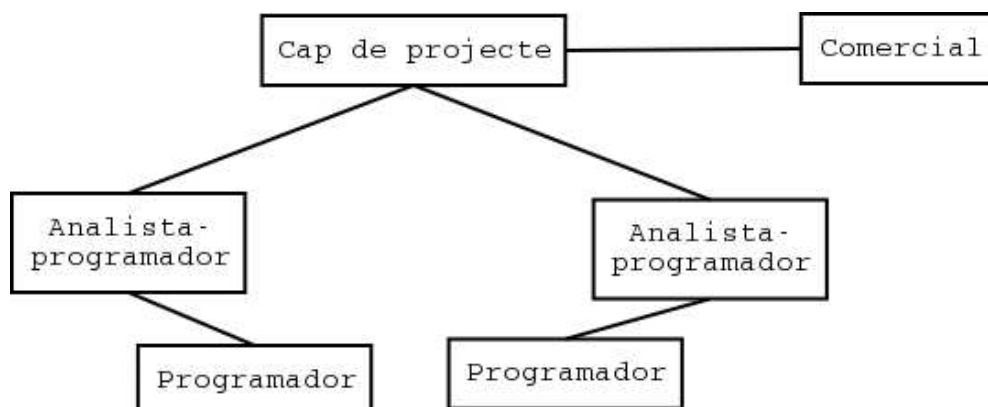 Cap de projecte
Comercial
Analista-
programador
Analista-
programador
Programador
Programador